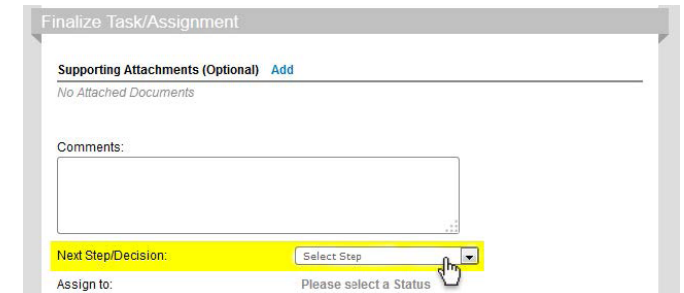 Finalize Task/Assignment
Supporting Attachments (Optional) Add
No Attached Documents
Comments:
Next Step/Decision: Select Step
Assign to: Please select a Status